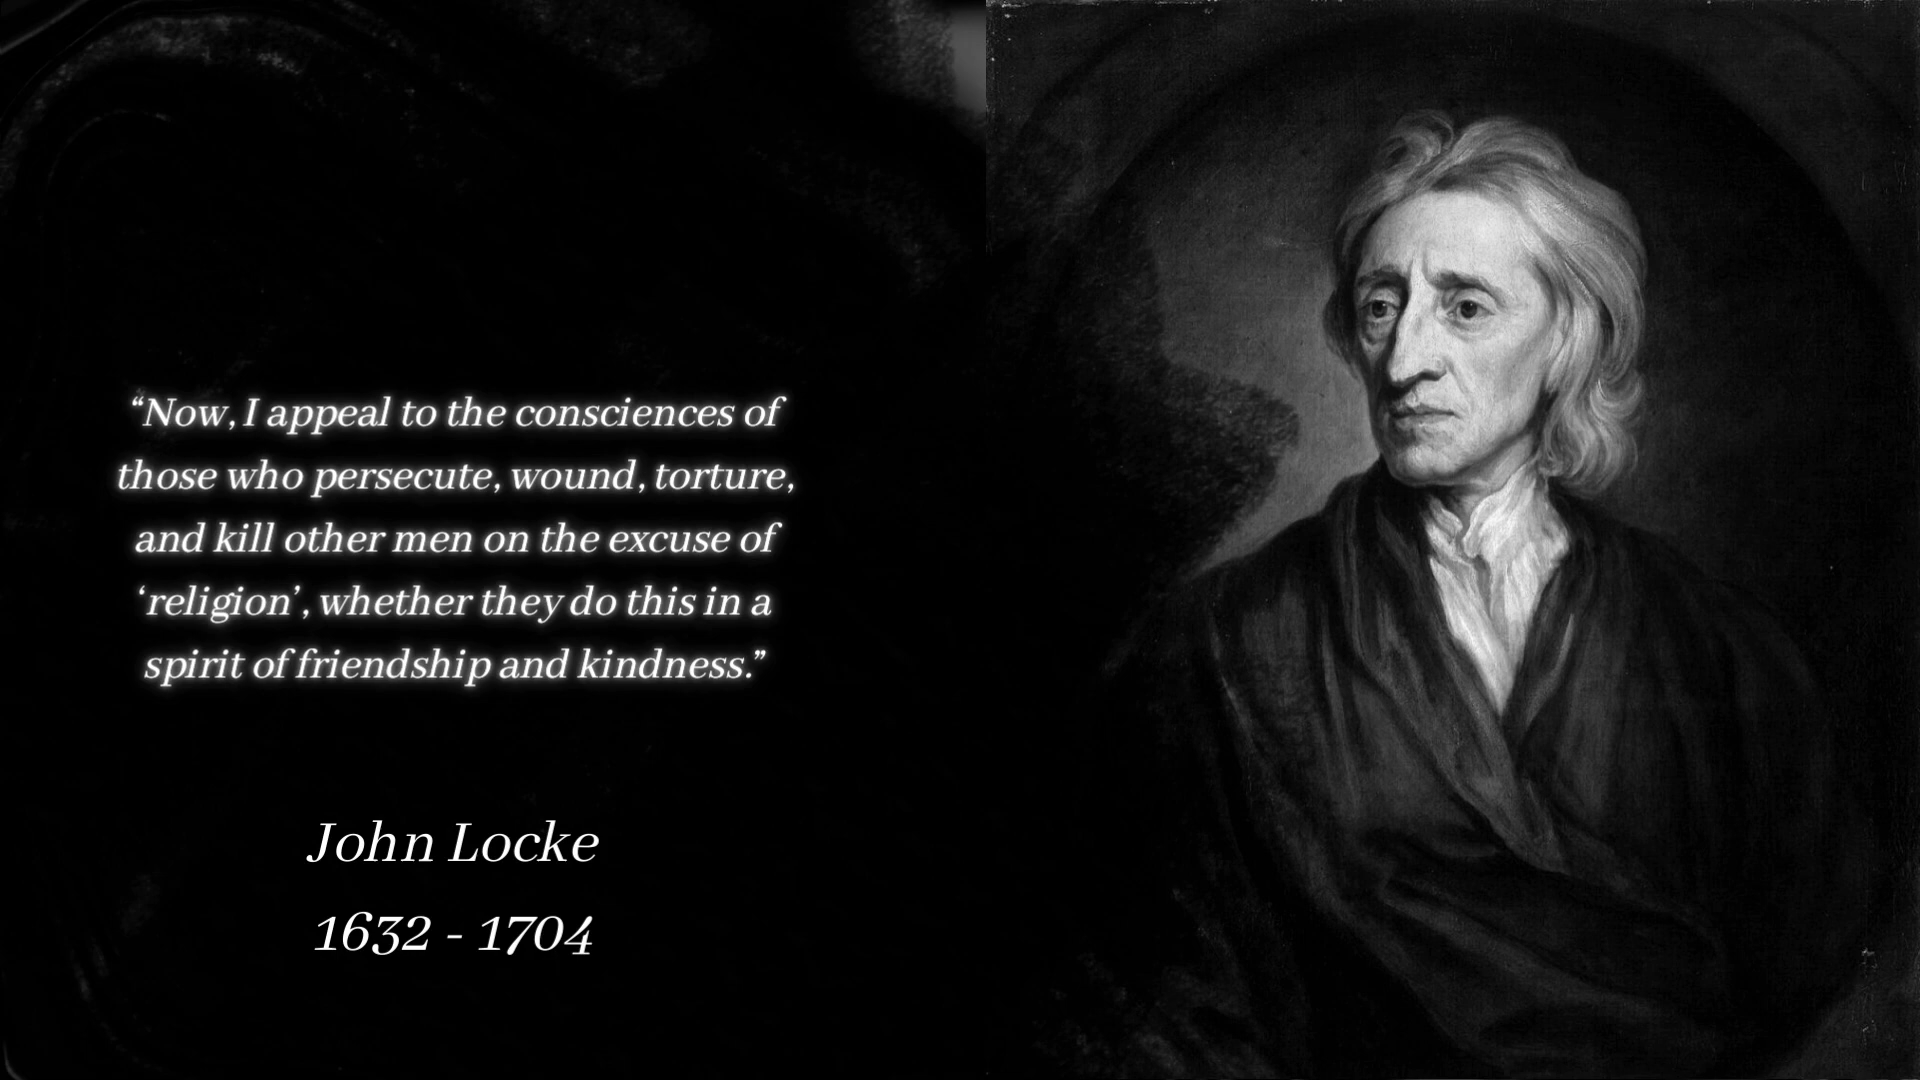 “Now, I appeal to the consciences of
those who persecute, wound, torture,
and kill other men on the excuse of
‘religion’, whether they do this in a
spirit of friendship and kindness.”
John Locke
1632 - 1704